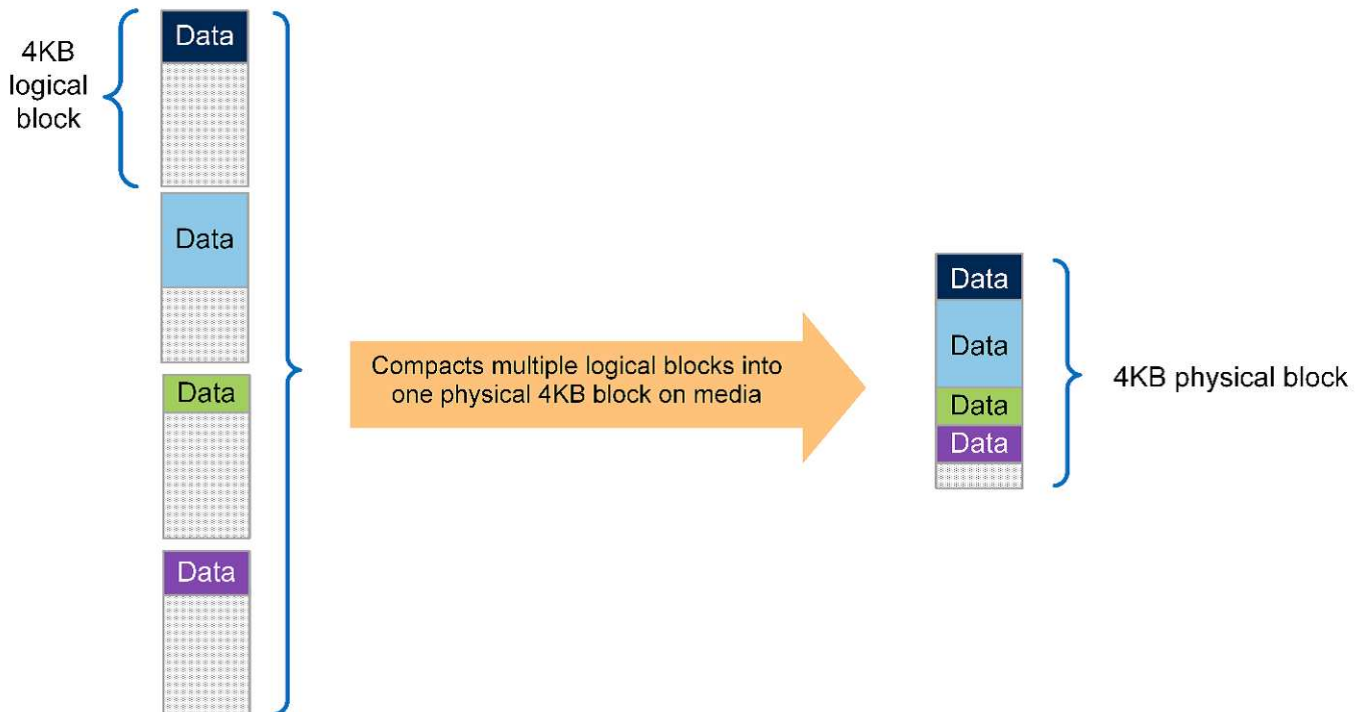 4KB
logical
block
Data
Data
Data
Data
Compacts multiple logical blocks into
one physical 4KB block on media
Data
Data
Data
Data
4KB physical block